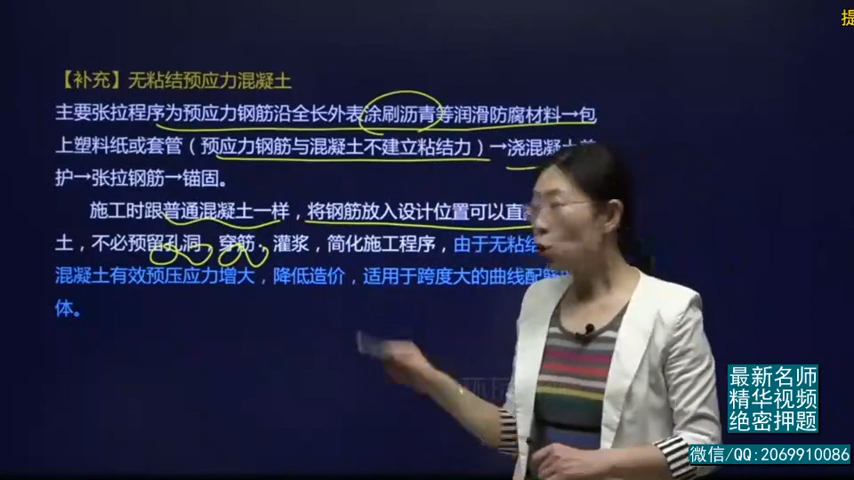 提
【补充】无粘结预应力混凝土
主要张拉程序为预应力钢筋沿全长外表涂刷沥青等润滑防腐材料→包
上塑料纸或套管（预应力钢筋与混凝土不建立粘结力）→浇混凝土
护→张拉钢筋→锚固。
施工时跟普通混凝土一样，将钢筋放入设计位置可以直
土，不必预留孔洞、穿筋、灌浆，简化施工程序，由于无粘结
混凝土有效预压应力增大，降低造价，适用于跨度大的曲线配筋
体。
最新名师
精华视频
绝密押题
微信/QQ:2069910086